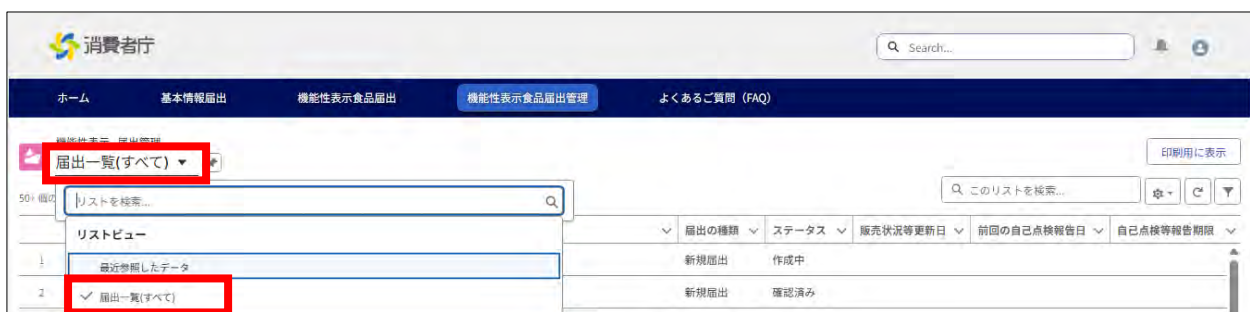 消費者庁
Search...
ホーム 基本情報届出 機能性表示食品届出 機能性表示食品届出管理 よくあるご質問（FAQ）
届出一覧(すべて)
印刷用に表示
50+ 個の
リストを検索...
このリストを検索...
リストビュー
届出の種類 ステータス 販売状況等更新日 前回の自己点検報告日 自己点検等報告期限
1 最近参照したデータ 新規届出 作成中
2 届出一覧(すべて) 新規届出 確認済み